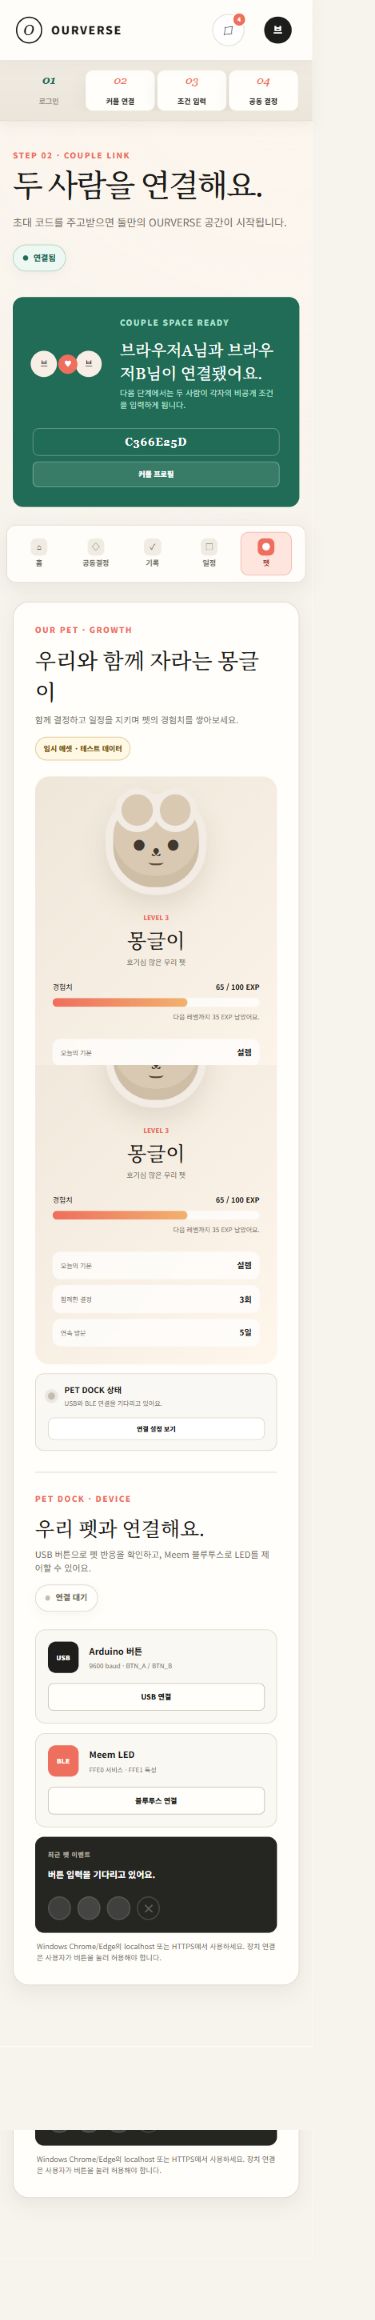 O OURVERSE 4 브
01 02 03 04
로그인 커플 연결 조건 입력 공동 결정
STEP 02 · COUPLE LINK
두 사람을 연결해요.
초대 코드를 주고받으면 둘만의 OURVERSE 공간이 시작됩니다.
연결됨
COUPLE SPACE READY
브 브
브라우저A님과 브라우
저B님이 연결됐어요.
다음 단계에서는 두 사람이 각자의 비공개 조건
을 입력하게 됩니다.
C366E25D
커플 프로필
홈 공동결정 기록 일정 펫
OUR PET · GROWTH
우리와 함께 자라는 몽글
이
함께 결정하고 일정을 지키며 펫의 경험치를 쌓아보세요.
임시 에셋 · 테스트 데이터
LEVEL 3
몽글이
호기심 많은 우리 펫
경험치 65 / 100 EXP
다음 레벨까지 35 EXP 남았어요.
오늘의 기분 설렘
LEVEL 3
몽글이
호기심 많은 우리 펫
경험치 65 / 100 EXP
다음 레벨까지 35 EXP 남았어요.
오늘의 기분 설렘
함께한 결정 3회
연속 방문 5일
PET DOCK 상태
USB와 BLE 연결을 기다리고 있어요.
연결 설정 보기
PET DOCK · DEVICE
우리 펫과 연결해요.
USB 버튼으로 펫 반응을 확인하고, Meem 블루투스로 LED를 제
어할 수 있어요.
연결 대기
USB
Arduino 버튼
9600 baud · BTN_A / BTN_B
USB 연결
BLE
Meem LED
FFE0 서비스 · FFE1 특성
블루투스 연결
최근 펫 이벤트
버튼 입력을 기다리고 있어요.
Windows Chrome/Edge의 localhost 또는 HTTPS에서 사용하세요. 장치 연결
은 사용자가 버튼을 눌러 허용해야 합니다.
Windows Chrome/Edge의 localhost 또는 HTTPS에서 사용하세요. 장치 연결
은 사용자가 버튼을 눌러 허용해야 합니다.